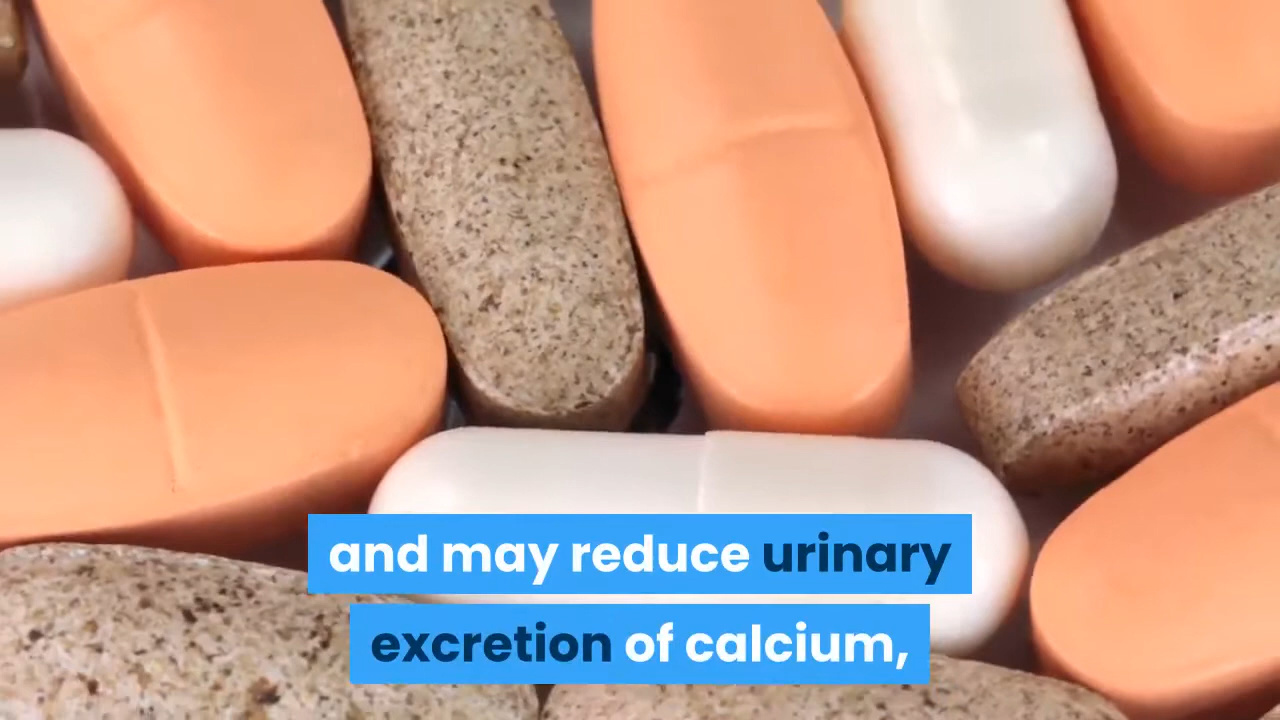 and may reduce urinary
excretion of calcium,